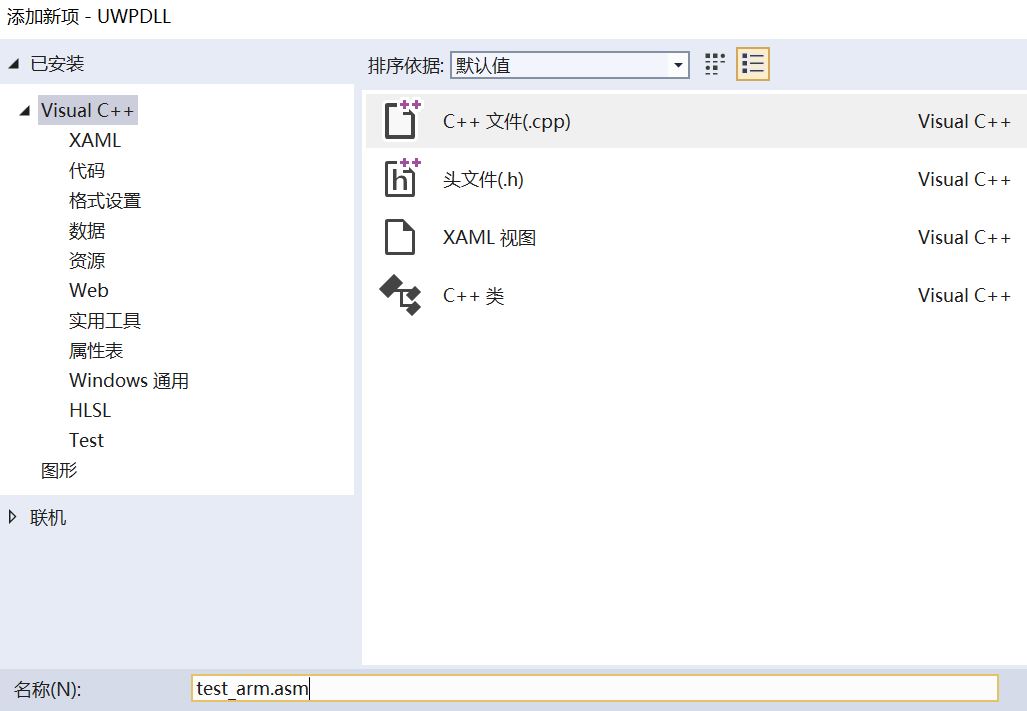 添加新项 - UWPDLL
已安装
Visual C++
XAML
代码
格式设置
数据
资源
Web
实用工具
属性表
Windows 通用
HLSL
Test
图形
联机
排序依据: 默认值
C++ 文件(.cpp) Visual C++
头文件(.h) Visual C++
XAML 视图 Visual C++
C++ 类 Visual C++
名称(N): test_arm.asm